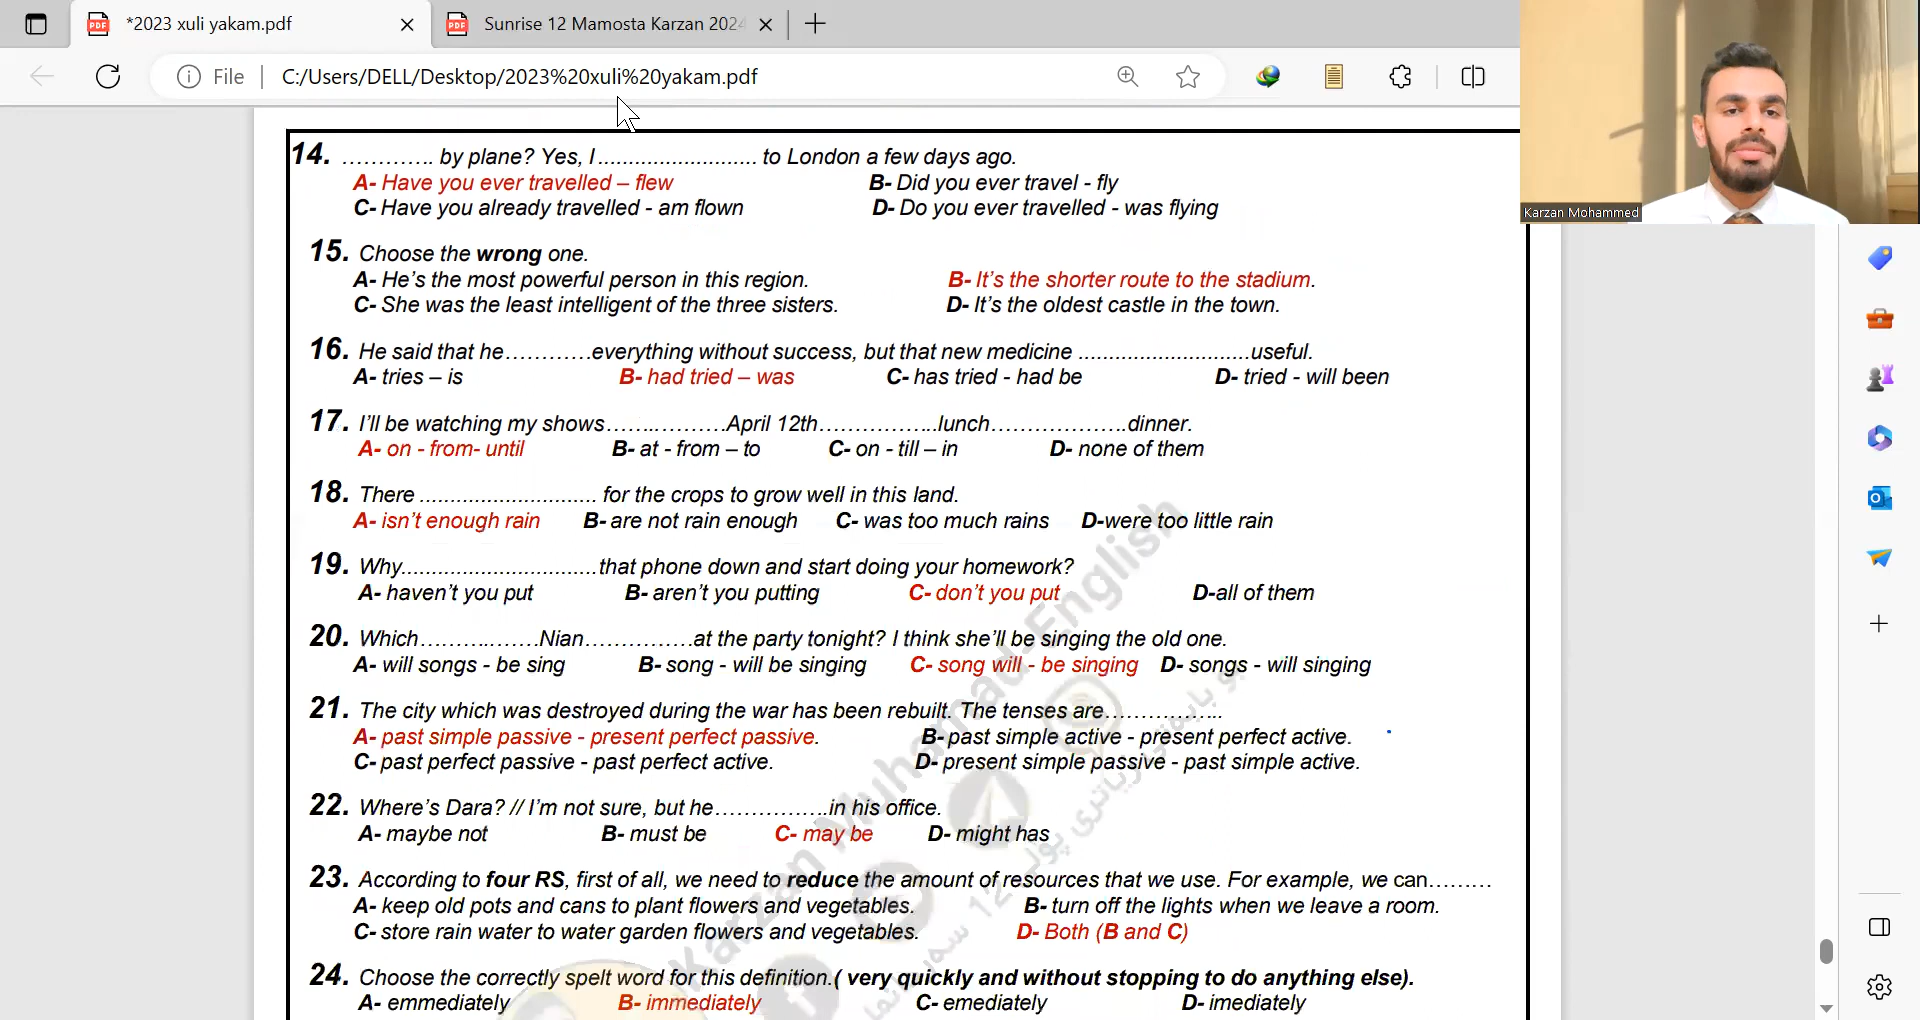 *2023 xuli yakam.pdf
Sunrise 12 Mamosta Karzan 2024
File
C:/Users/DELL/Desktop/2023%20xuli%20yakam.pdf
Karzan Mohammed
14. ............. by plane? Yes, I.......................... to London a few days ago.
A- Have you ever travelled – flew B- Did you ever travel - fly
C- Have you already travelled - am flown D- Do you ever travelled - was flying
15. Choose the wrong one.
A- He's the most powerful person in this region. B- It's the shorter route to the stadium.
C- She was the least intelligent of the three sisters. D- It's the oldest castle in the town.
16. He said that he............everything without success, but that new medicine ............................useful.
A- tries – is B- had tried – was C- has tried - had be D- tried - will been
17. I'll be watching my shows................April 12th................lunch...................dinner.
A- on - from- until B- at - from – to C- on - till – in D- none of them
18. There ............................. for the crops to grow well in this land.
A- isn't enough rain B- are not rain enough C- was too much rains D-were too little rain
19. Why................................that phone down and start doing your homework?
A- haven't you put B- aren't you putting C- don't you put D-all of them
20. Which................Nian...............at the party tonight? I think she'll be singing the old one.
A- will songs - be sing B- song - will be singing C- song will - be singing D- songs - will singing
21. The city which was destroyed during the war has been rebuilt. The tenses are.................
A- past simple passive - present perfect passive. B- past simple active - present perfect active.
C- past perfect passive - past perfect active. D- present simple passive - past simple active.
22. Where's Dara? // I'm not sure, but he................in his office.
A- maybe not B- must be C- may be D- might has
23. According to four RS, first of all, we need to reduce the amount of resources that we use. For example, we can.........
A- keep old pots and cans to plant flowers and vegetables. B- turn off the lights when we leave a room.
C- store rain water to water garden flowers and vegetables. D- Both (B and C)
24. Choose the correctly spelt word for this definition.( very quickly and without stopping to do anything else).
A- emmediately B- immediately C- emediately D- imediately
Karzan Muhamad-English